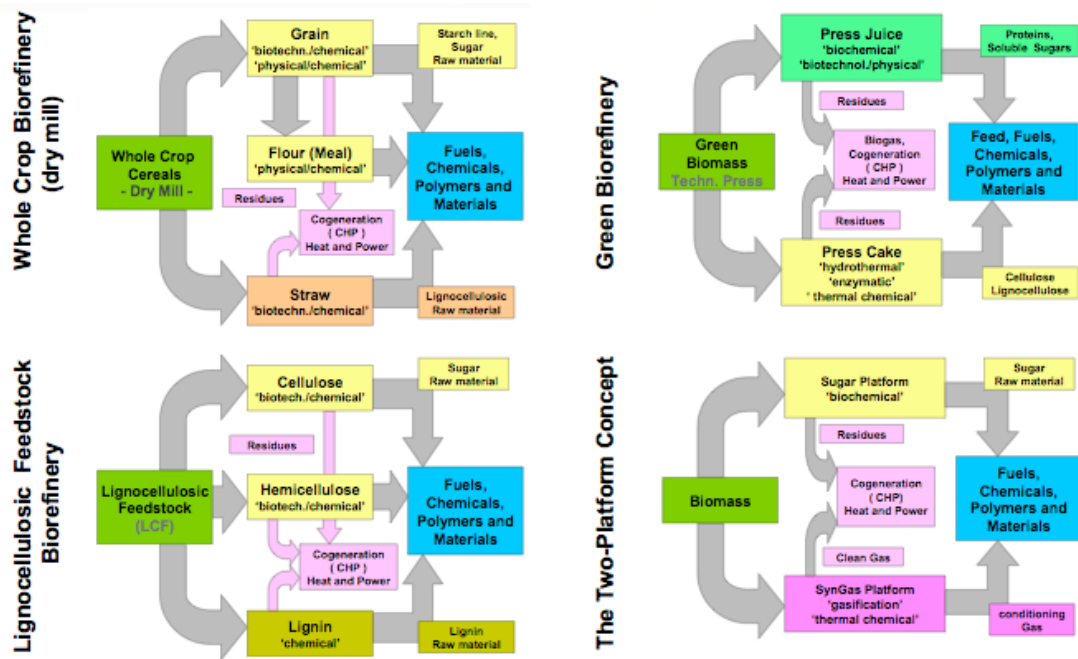 Whole Crop Biorefinery
(dry mill)
Whole Crop
Cereals
- Dry Mill -
Grain
‘biotechn./chemical’
‘physical/chemical’
Starch line,
Sugar
Raw material
Flour (Meal)
‘physical/chemical’
Fuels,
Chemicals,
Polymers and
Materials
Residues
Cogeneration
( CHP )
Heat and Power
Straw
‘biotechn./chemical’
Lignocellulosic
Raw material
Green Biorefinery
Green
Biomass
Techn. Press
Press Juice
‘biochemical’
‘biotechnol./physical’
Proteins,
Soluble Sugars
Residues
Biogas,
Cogeneration
(CHP )
Heat and Power
Feed, Fuels,
Chemicals,
Polymers and
Materials
Residues
Press Cake
‘hydrothermal’
‘enzymatic’
‘ thermal chemical’
Cellulose
Lignocellulose
Lignocellulosic Feedstock
Biorefinery
Lignocellulosic
Feedstock
(LCF)
Cellulose
‘biotech./chemical’
Sugar
Raw material
Residues
Hemicellulose
‘biotech./chemical’
Fuels,
Chemicals,
Polymers and
Materials
Cogeneration
( CHP )
Heat and Power
Lignin
‘chemical’
Lignin
Raw material
The Two-Platform Concept
Biomass
Sugar Platform
‘biochemical’
Sugar
Raw material
Residues
Cogeneration
(CHP)
Heat and Power
Fuels,
Chemicals,
Polymers and
Materials
Clean Gas
SynGas Platform
‘gasification’
‘thermal chemical’
conditioning
Gas